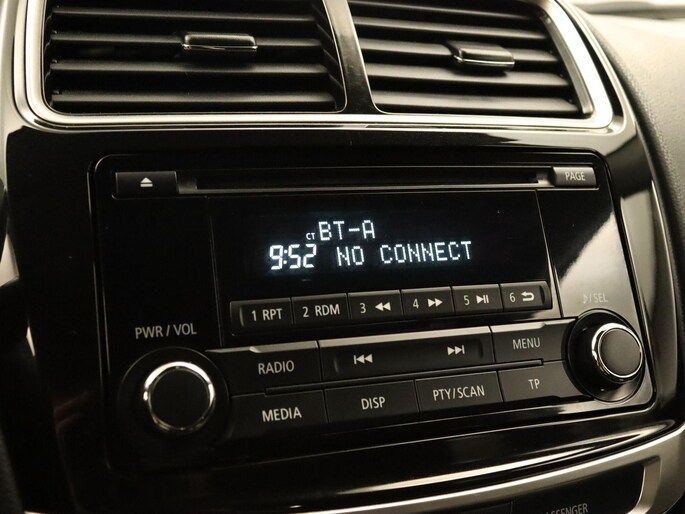 PAGE
BT-A
CT 9:52 NO CONNECT
1 RPT 2 RDM 3 4 5 6
PWR / VOL
♪/SEL
RADIO MENU
MEDIA DISP PTY/SCAN TP
PASSENGER